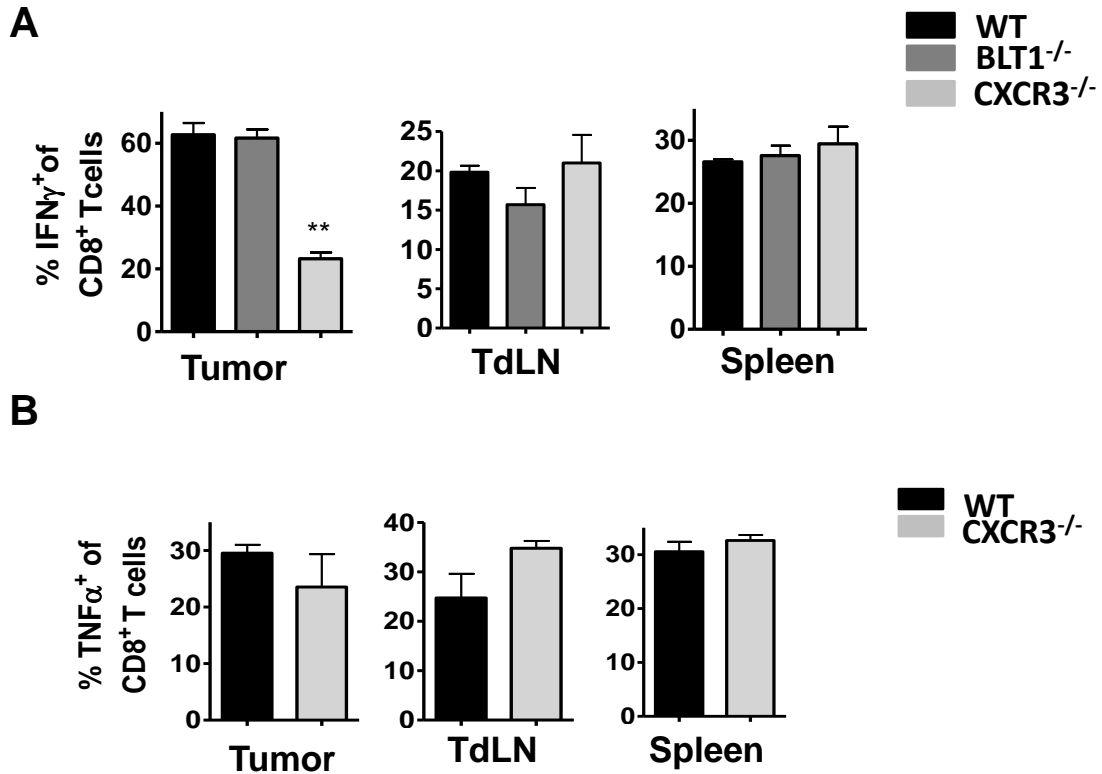 A
WT
BLT1-/-
CXCR3-/-
% IFNγ+ of
CD8+ Tcells
60
40
20
0
**
Tumor
25
20
15
10
5
0
TdLN
30
20
10
0
Spleen
B
WT
CXCR3-/-
% TNFα+ of
CD8+ T cells
30
20
10
0
Tumor
40
30
20
10
0
TdLN
30
20
10
0
Spleen